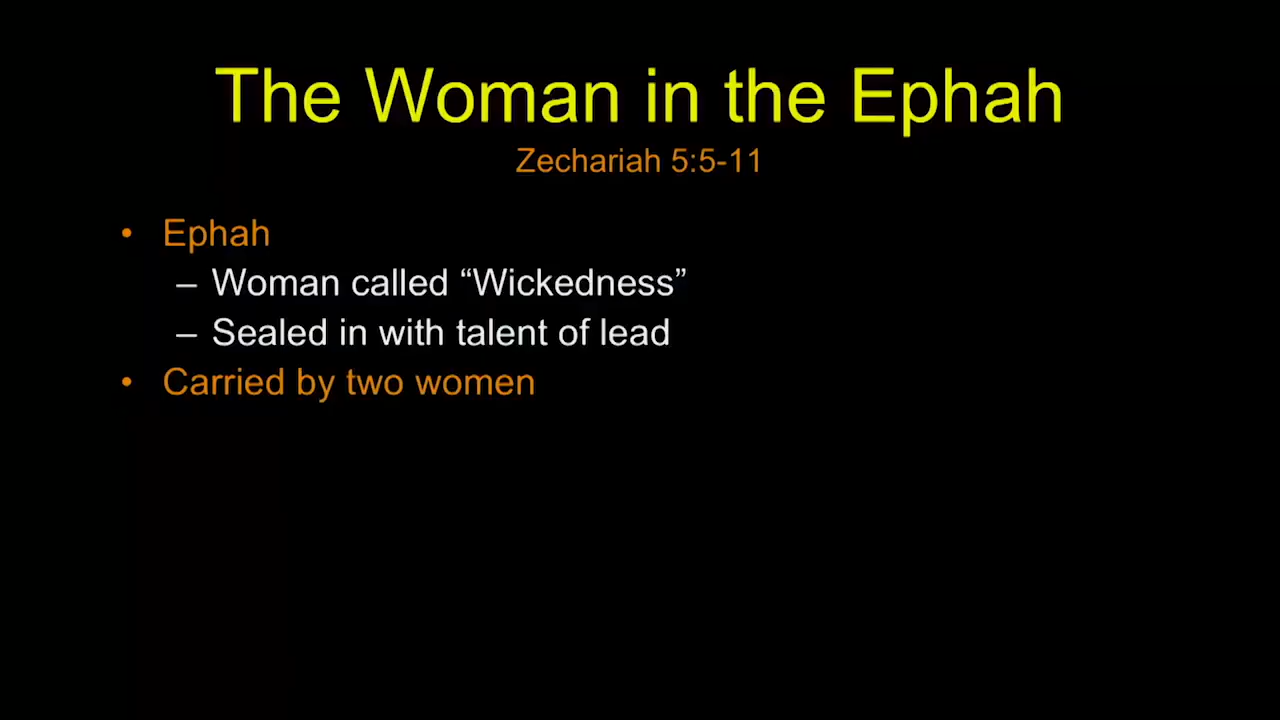 The Woman in the Ephah
Zechariah 5:5-11
• Ephah
– Woman called “Wickedness”
– Sealed in with talent of lead
• Carried by two women